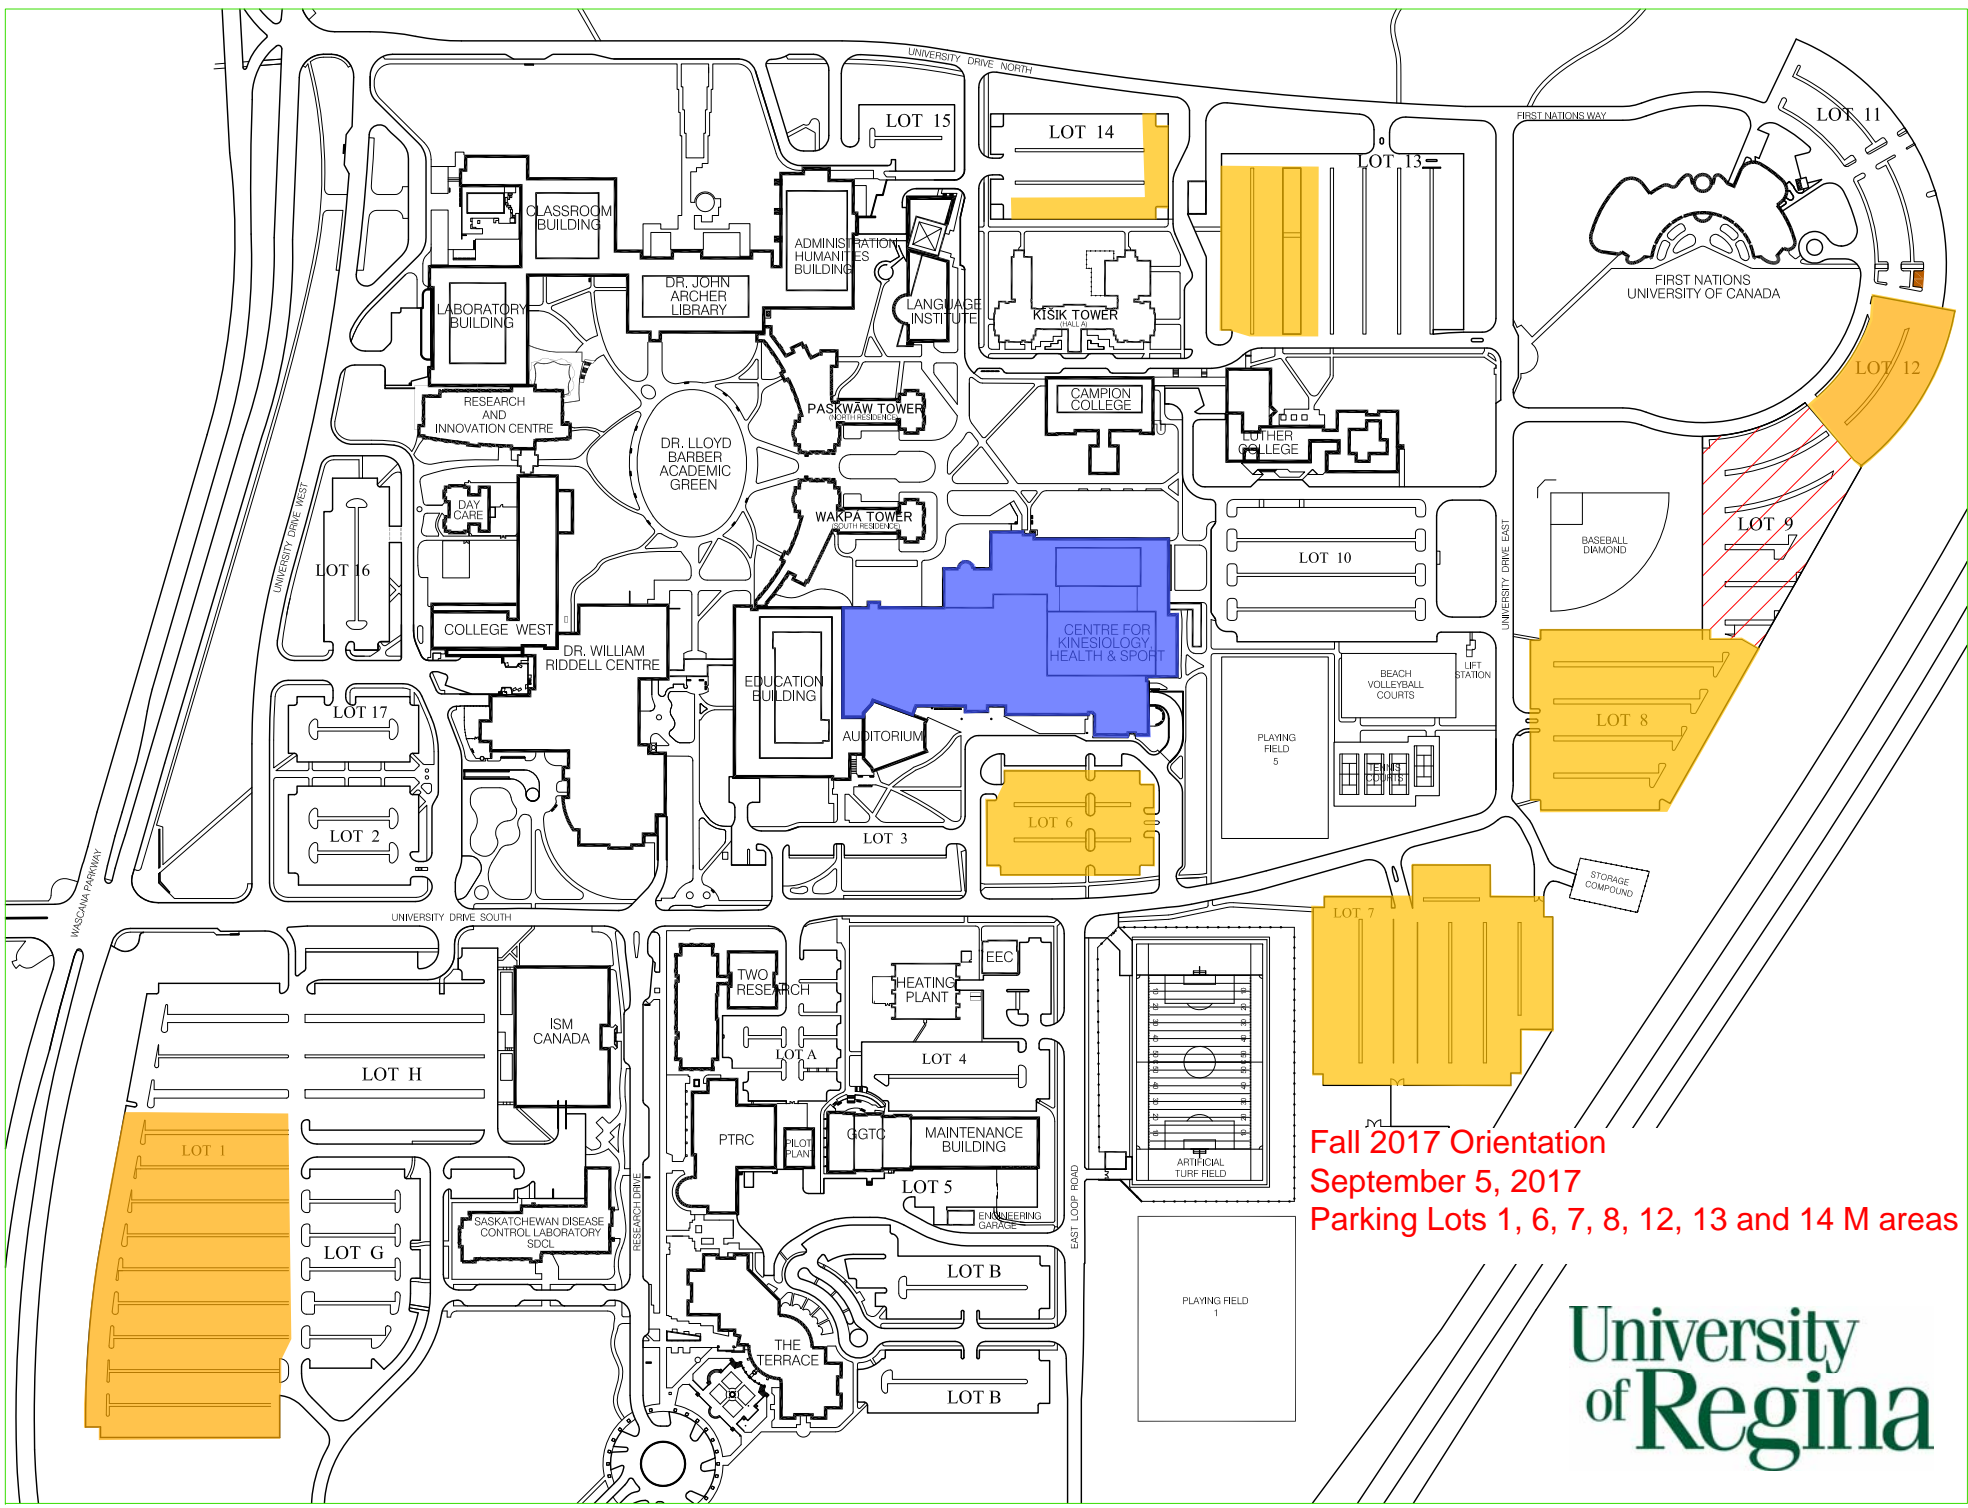 UNIVERSITY DRIVE NORTH
FIRST NATIONS WAY
LOT 11
LOT 15
LOT 14
LOT 13
CLASSROOM
BUILDING
ADMINISTRATION
HUMANITIES
BUILDING
DR. JOHN
ARCHER
LIBRARY
LABORATORY
BUILDING
LANGUAGE
INSTITUTE
KĪSIK TOWER
(HALL A)
FIRST NATIONS
UNIVERSITY OF CANADA
LOT 12
RESEARCH
AND
INNOVATION CENTRE
PASKWĀW TOWER
(NORTH RESIDENCE)
CAMPION
COLLEGE
LUTHER
COLLEGE
DR. LLOYD
BARBER
ACADEMIC
GREEN
DAY
CARE
WAKPÁ TOWER
(SOUTH RESIDENCE)
UNIVERSITY DRIVE WEST
LOT 16
LOT 10
UNIVERSITY DRIVE EAST
BASEBALL
DIAMOND
LOT 9
COLLEGE WEST
DR. WILLIAM
RIDDELL CENTRE
CENTRE FOR
KINESIOLOGY,
HEALTH & SPORT
EDUCATION
BUILDING
AUDITORIUM
BEACH
VOLLEYBALL
COURTS
LIFT
STATION
LOT 17
LOT 8
PLAYING
FIELD
5
TENNIS
COURTS
LOT 2
LOT 3
LOT 6
WASCANA PARKWAY
STORAGE
COMPOUND
UNIVERSITY DRIVE SOUTH
LOT 7
TWO
RESEARCH
HEATING
PLANT
EEC
ISM
CANADA
LOT A
LOT 4
LOT H
LOT 1
PTRC
PILOT
PLANT
GGTC
MAINTENANCE
BUILDING
ARTIFICIAL
TURF FIELD
Fall 2017 Orientation
September 5, 2017
Parking Lots 1, 6, 7, 8, 12, 13 and 14 M areas
LOT 5
ENGINEERING
GARAGE
RESEARCH DRIVE
EAST LOOP ROAD
SASKATCHEWAN DISEASE
CONTROL LABORATORY
SDCL
LOT G
LOT B
PLAYING FIELD
1
THE
TERRACE
LOT B
University
of Regina